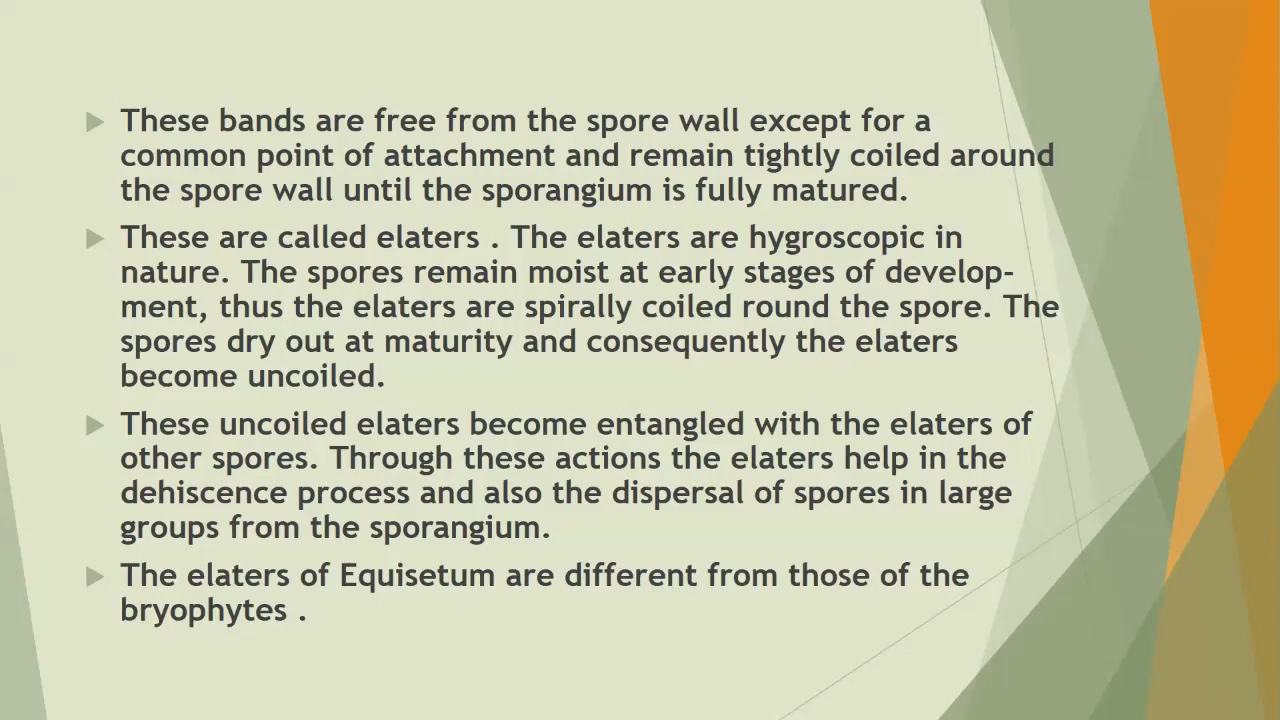 These bands are free from the spore wall except for a
common point of attachment and remain tightly coiled around
the spore wall until the sporangium is fully matured.
These are called elaters . The elaters are hygroscopic in
nature. The spores remain moist at early stages of develop-
ment, thus the elaters are spirally coiled round the spore. The
spores dry out at maturity and consequently the elaters
become uncoiled.
These uncoiled elaters become entangled with the elaters of
other spores. Through these actions the elaters help in the
dehiscence process and also the dispersal of spores in large
groups from the sporangium.
The elaters of Equisetum are different from those of the
bryophytes .